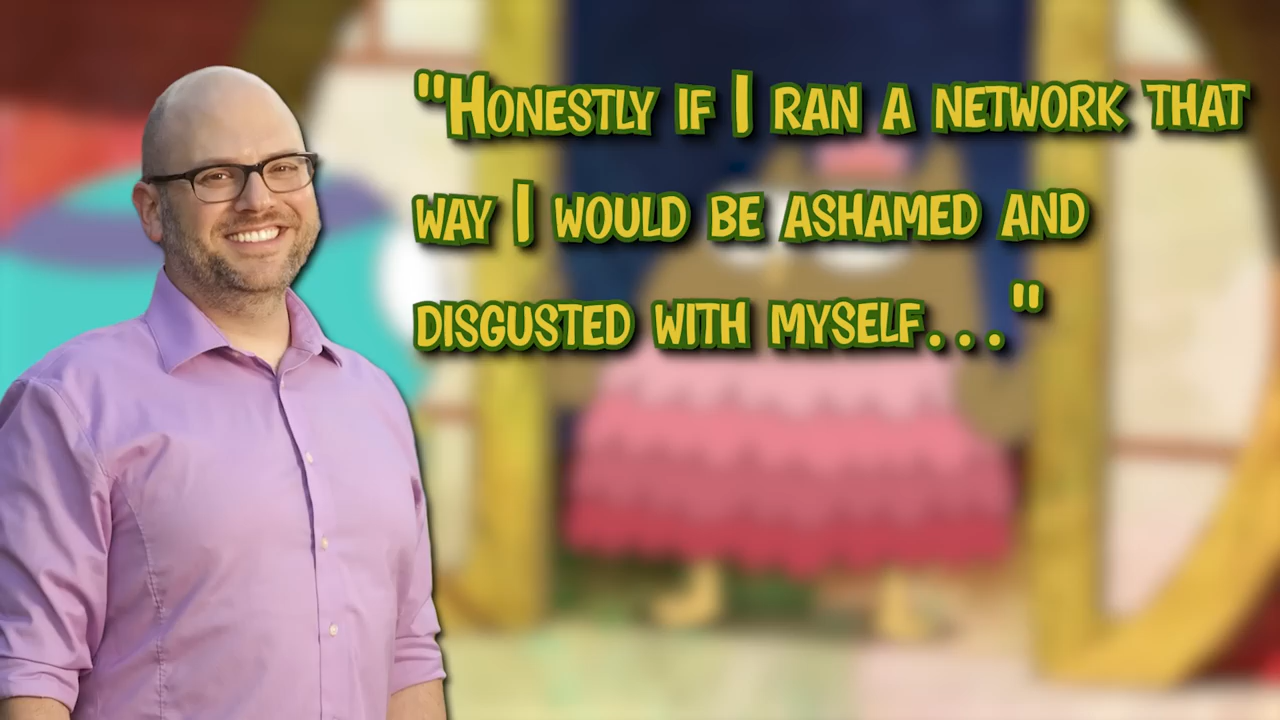 "Honestly if I ran a network that
way I would be ashamed and
disgusted with myself..."